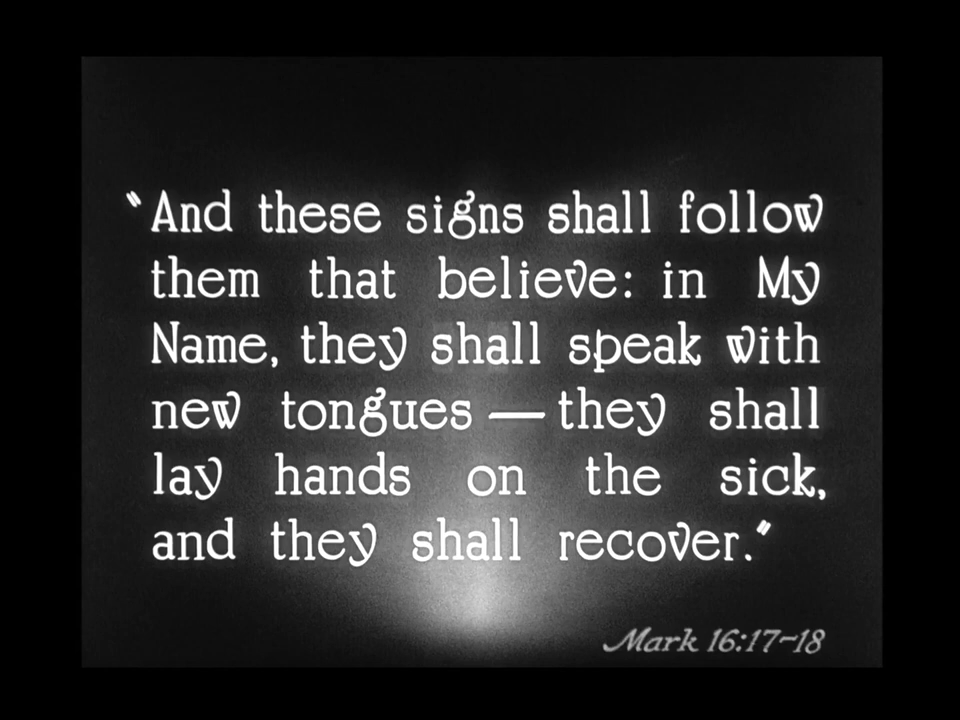 “And these signs shall follow
them that believe: in My
Name, they shall speak with
new tongues — they shall
lay hands on the sick,
and they shall recover.”
Mark 16:17-18